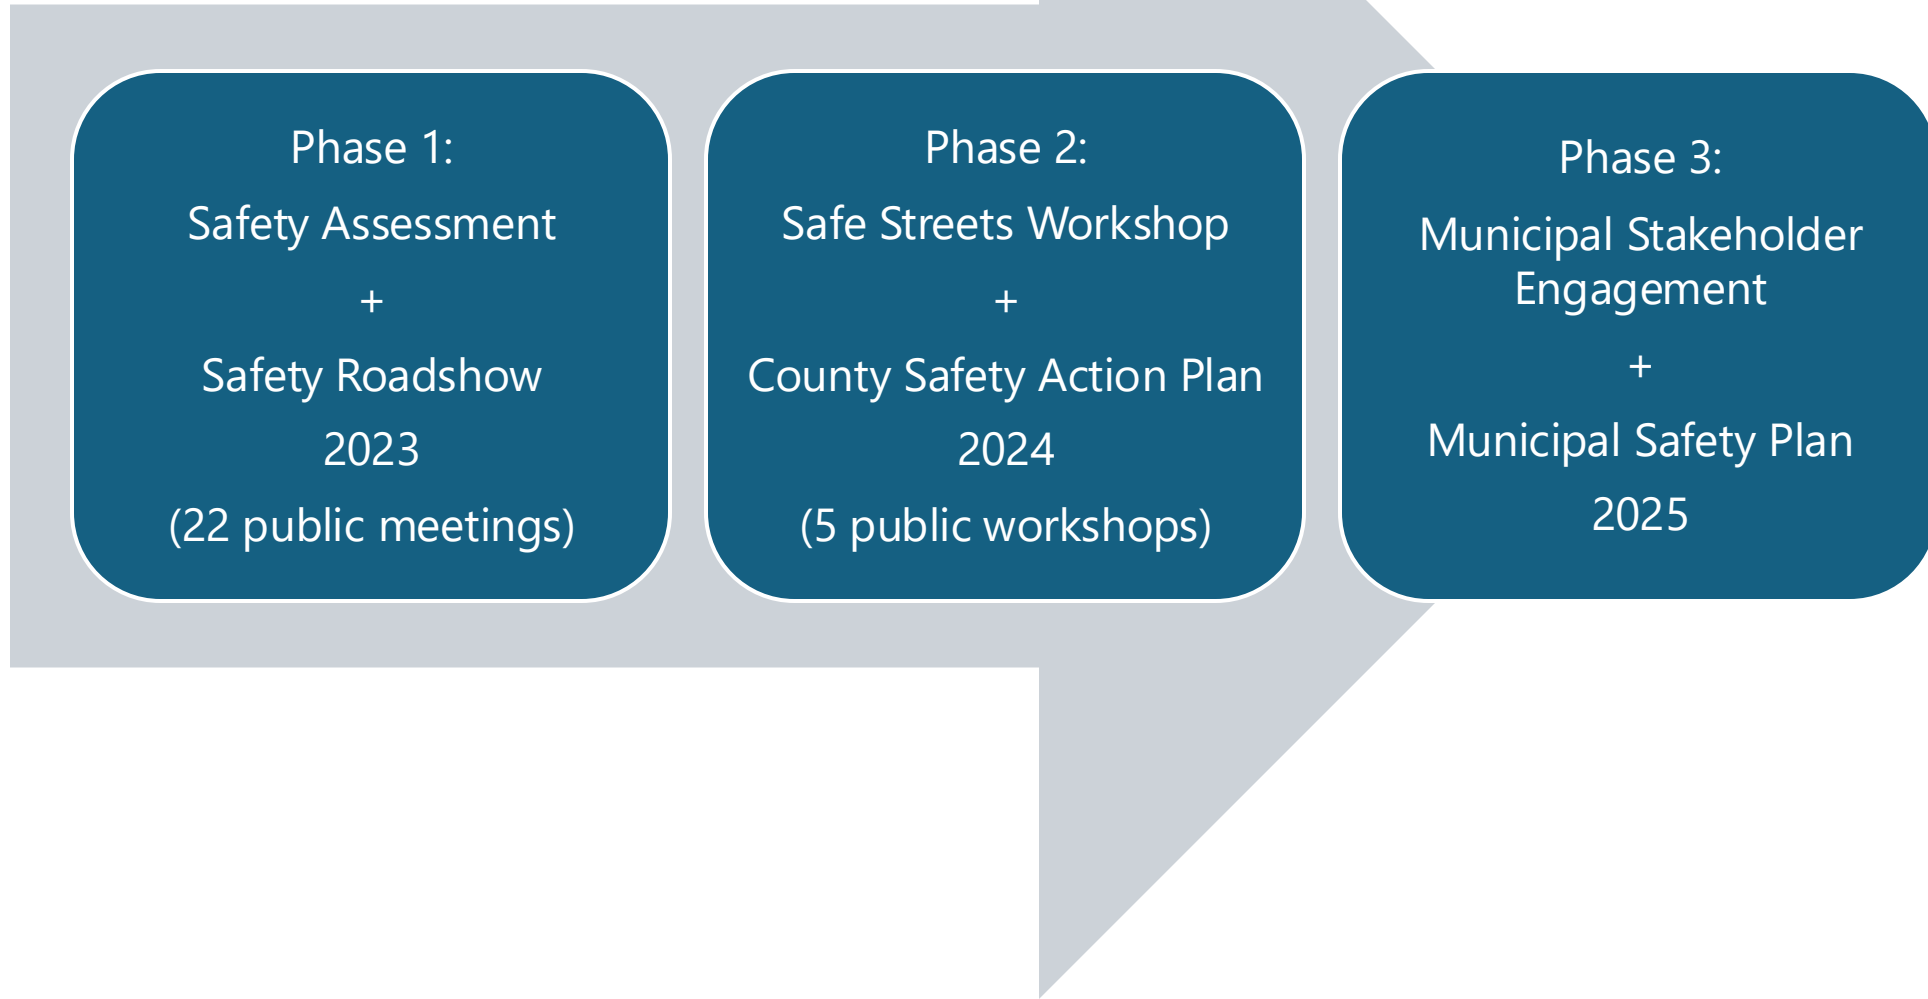 Phase 1:
Safety Assessment
+
Safety Roadshow
2023
(22 public meetings)
Phase 2:
Safe Streets Workshop
+
County Safety Action Plan
2024
(5 public workshops)
Phase 3:
Municipal Stakeholder
Engagement
+
Municipal Safety Plan
2025